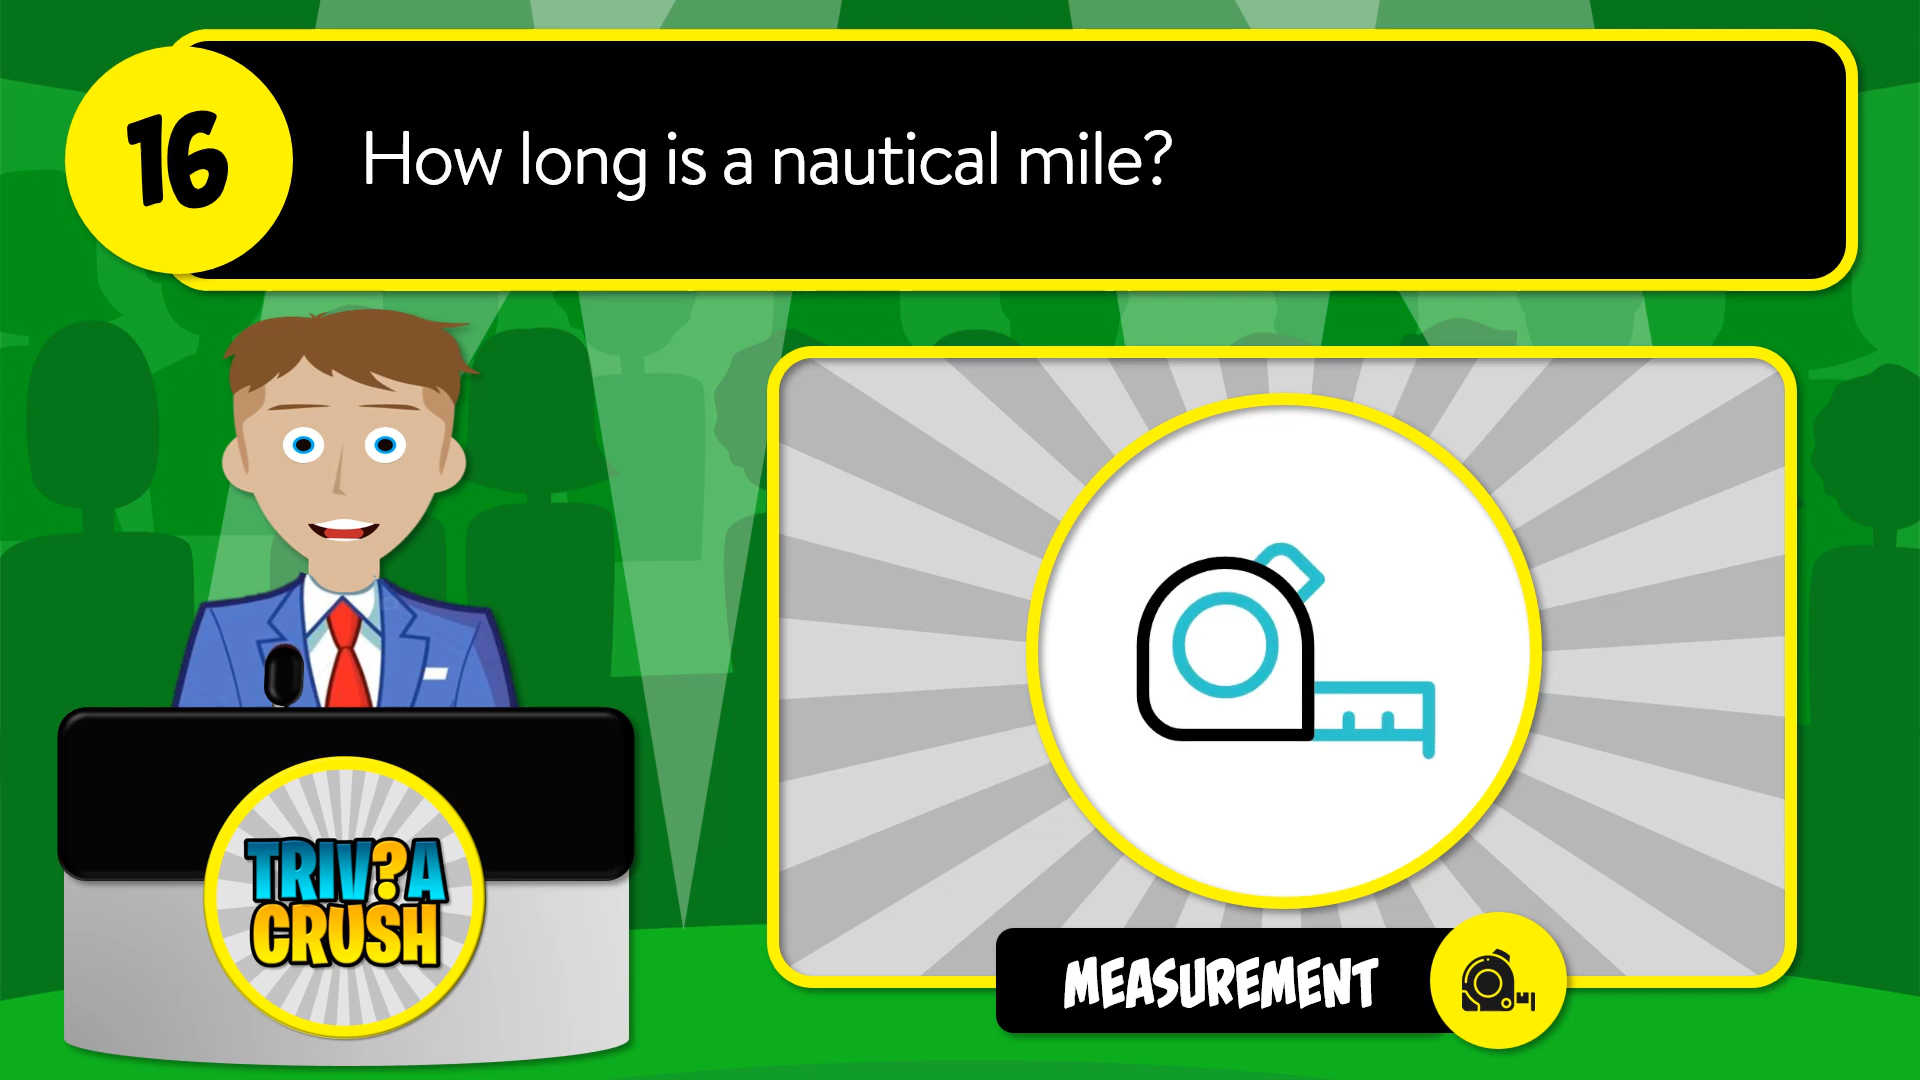 16
How long is a nautical mile?
TRIV?A
CRUSH
MEASUREMENT